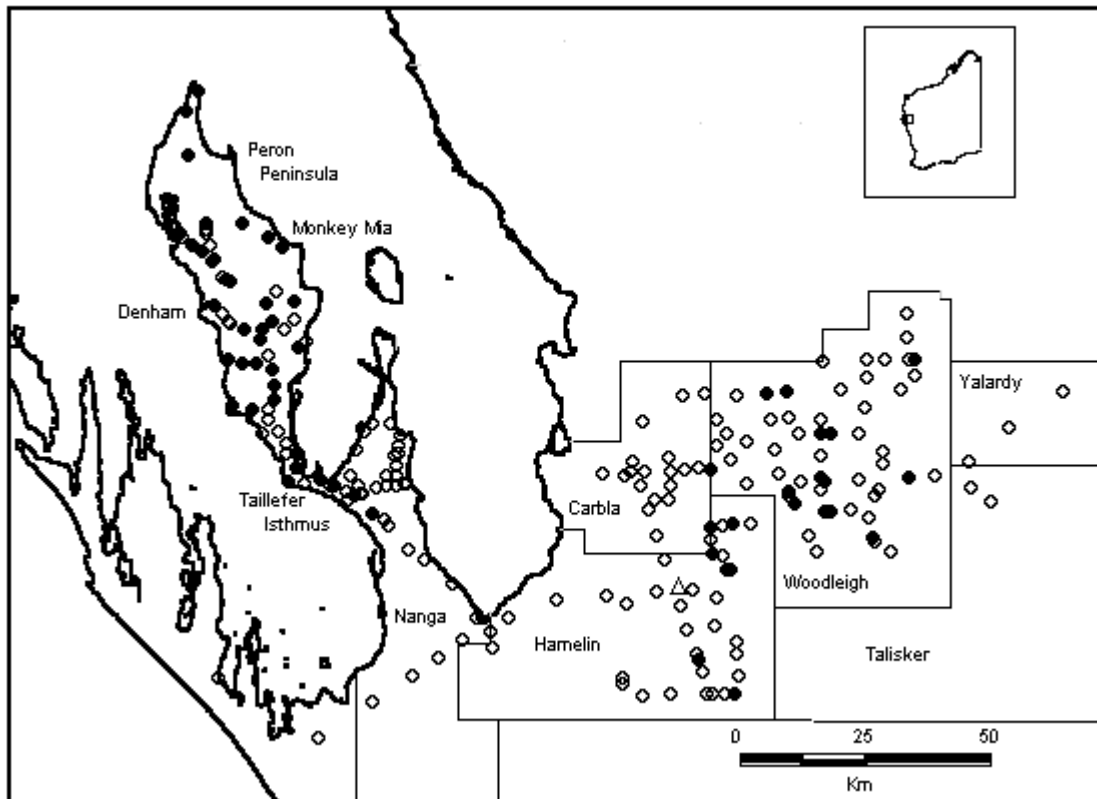 Peron
Peninsula
Monkey Mia
Denham
Yalardy
Taillefer
Isthmus
Carbla
Woodleigh
Nanga
Hamelin
Talisker
0 25 50
Km